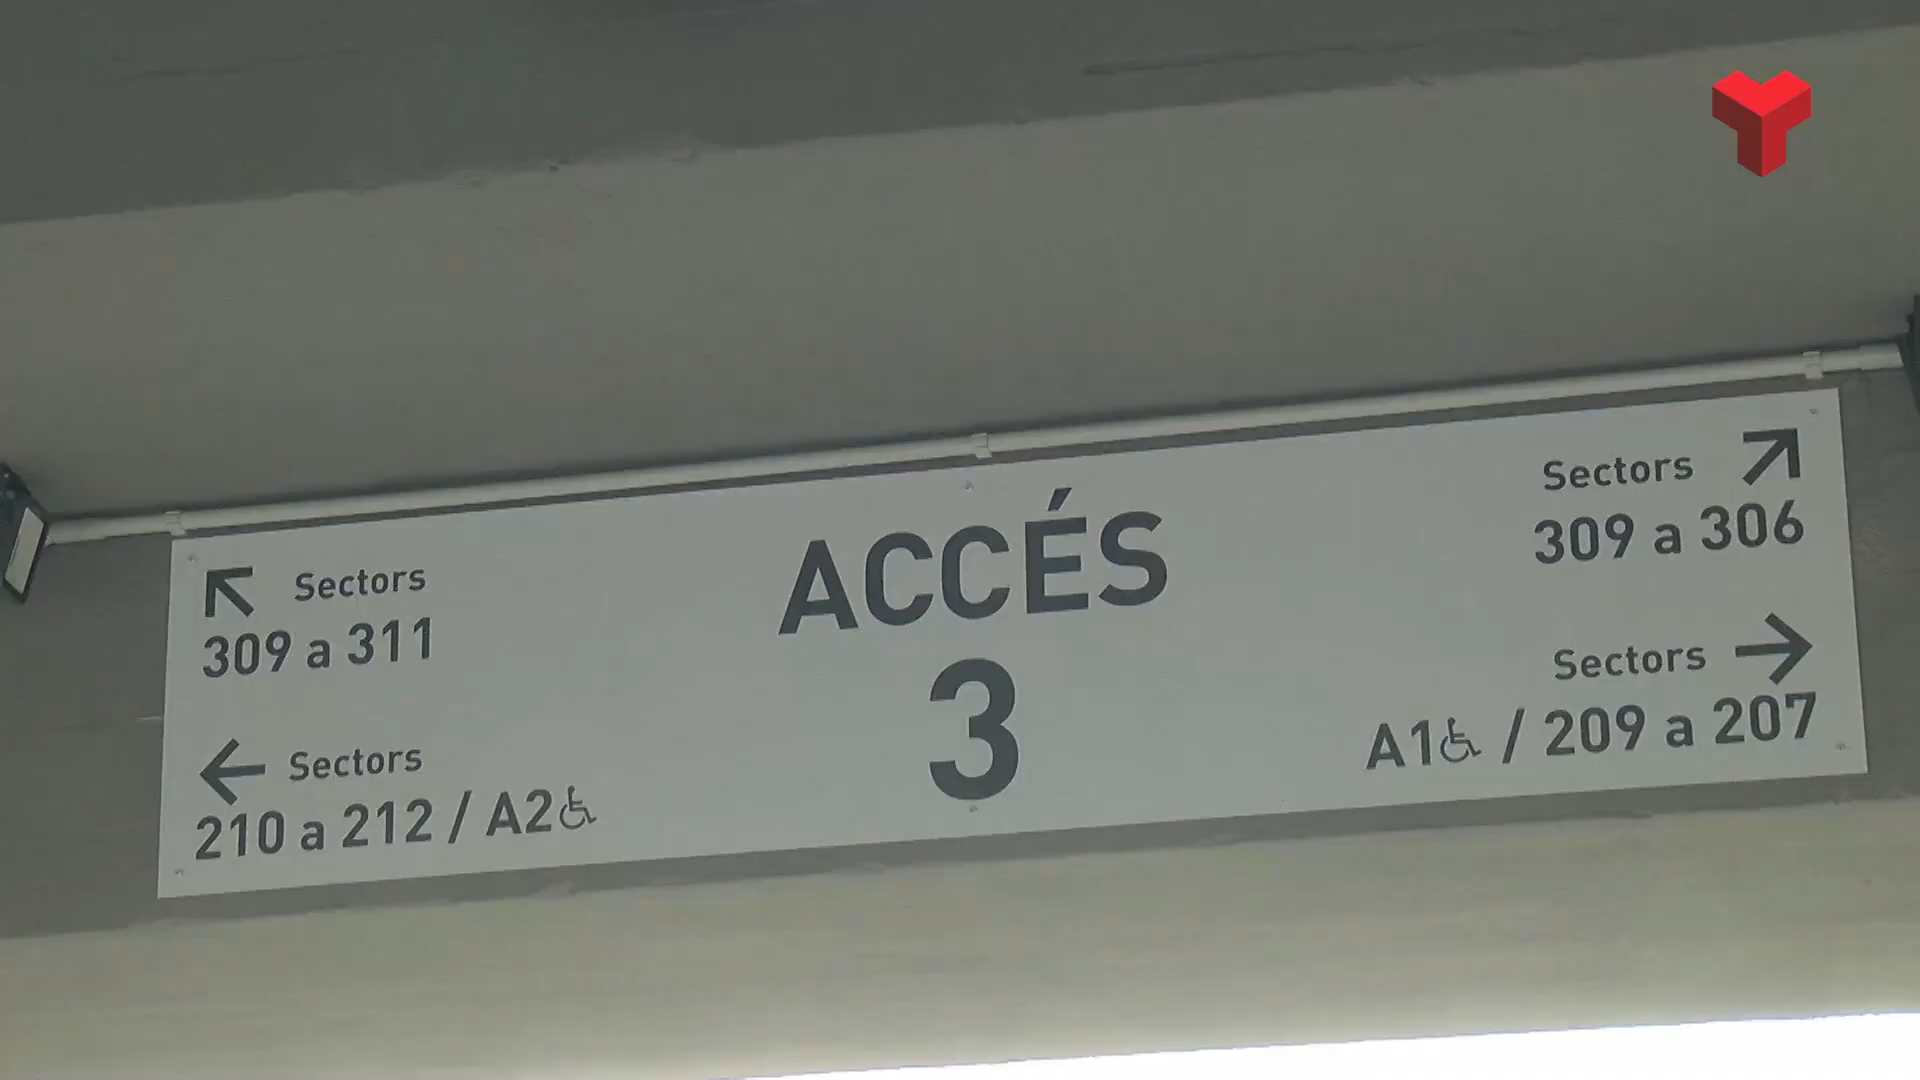 ACCÉS
3
Sectors
309 a 311
Sectors
210 a 212 / A2
Sectors
309 a 306
Sectors
A1 / 209 a 207